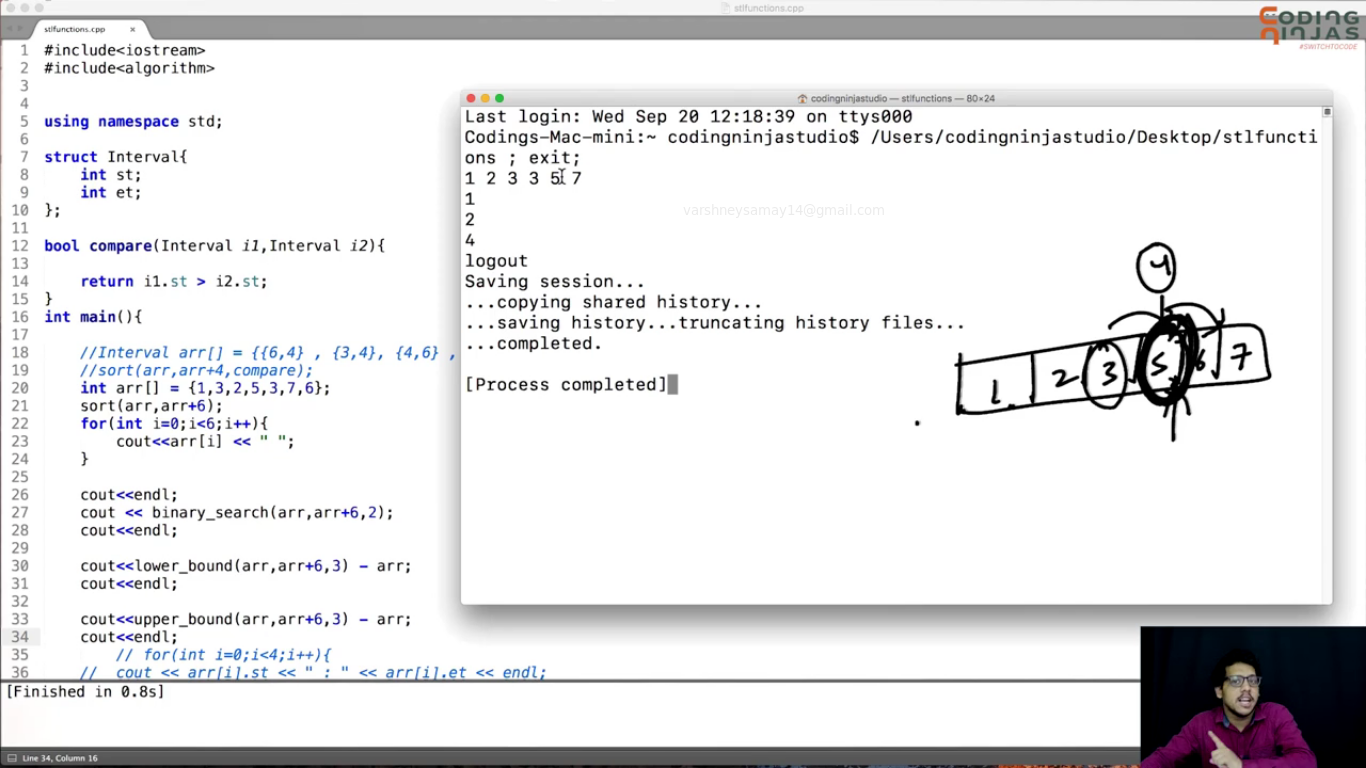 stlfunctions.cpp
CODING
NINJAS
#SWITCHTOCODE
stlfunctions.cpp ×
1 #include<iostream>
2 #include<algorithm>
3
4
5 using namespace std;
6
7 struct Interval{
8 int st;
9 int et;
10 };
11
12 bool compare(Interval i1,Interval i2){
13
14 return i1.st > i2.st;
15 }
16 int main(){
17
18 //Interval arr[] = {{6,4} , {3,4}, {4,6} ,
19 //sort(arr,arr+4,compare);
20 int arr[] = {1,3,2,5,3,7,6};
21 sort(arr,arr+6);
22 for(int i=0;i<6;i++){
23 cout<<arr[i] << " ";
24 }
25
26 cout<<endl;
27 cout << binary_search(arr,arr+6,2);
28 cout<<endl;
29
30 cout<<lower_bound(arr,arr+6,3) - arr;
31 cout<<endl;
32
33 cout<<upper_bound(arr,arr+6,3) - arr;
34 cout<<endl;
35 // for(int i=0;i<4;i++){
36 // cout << arr[i].st << " : " << arr[i].et << endl;
[Finished in 0.8s]
Line 34, Column 16
codingninjastudio — stlfunctions — 80×24
Last login: Wed Sep 20 12:18:39 on ttys000
Codings-Mac-mini:~ codingninjastudio$ /Users/codingninjastudio/Desktop/stlfuncti
ons ; exit;
1 2 3 3 5 7
1
2
4
logout
Saving session...
...copying shared history...
...saving history...truncating history files...
...completed.
[Process completed]
varshneysamay14@gmail.com
4
1 2 3 5 6 7